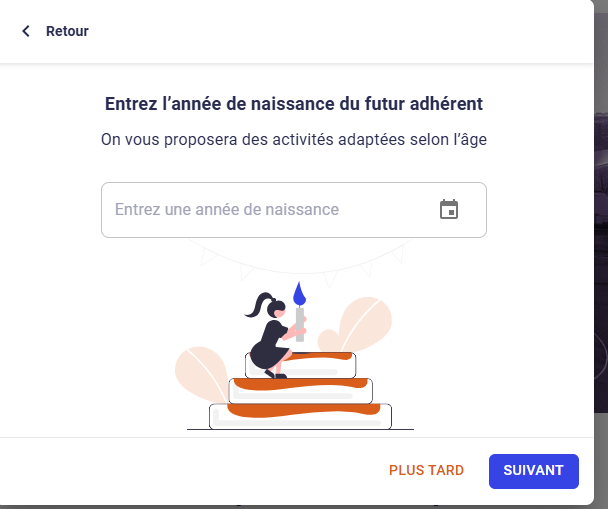 Retour
Entrez l’année de naissance du futur adhérent
On vous proposera des activités adaptées selon l’âge
Entrez une année de naissance
PLUS TARD
SUIVANT